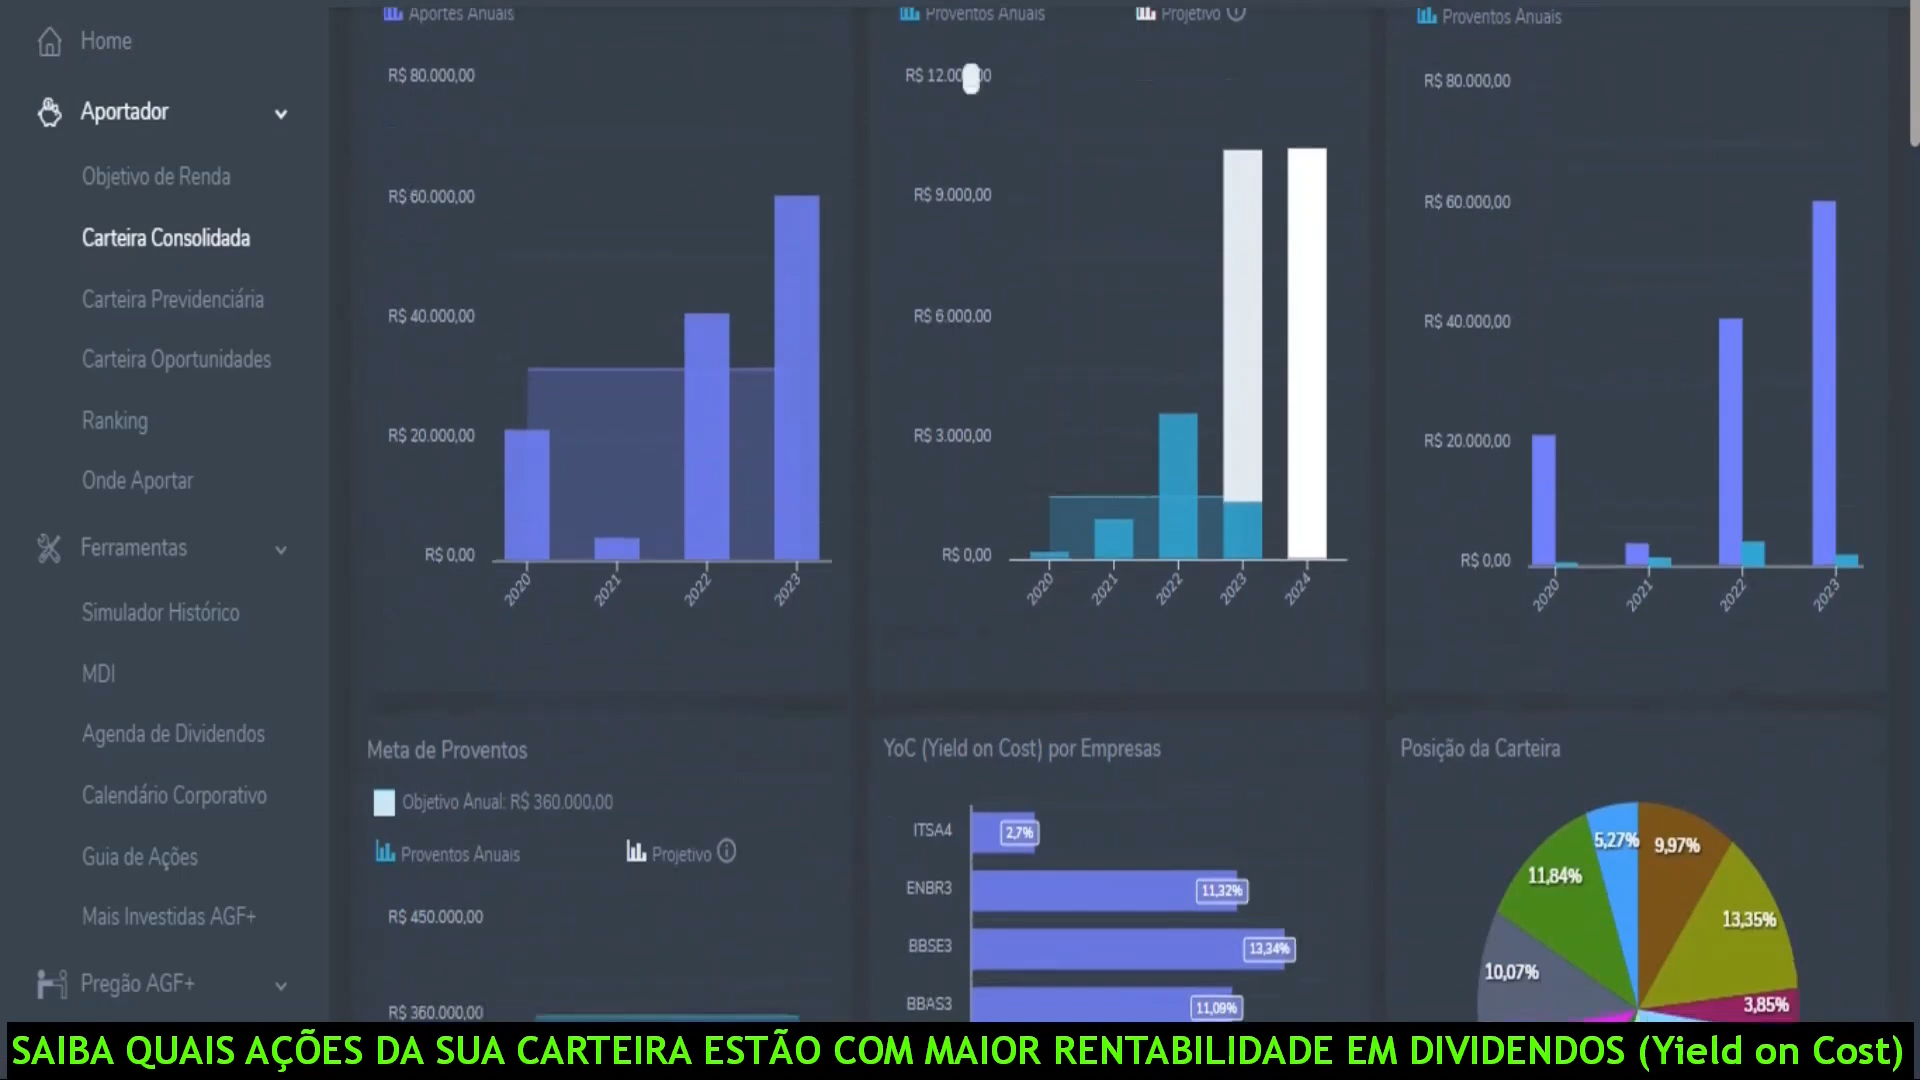 Home
Aportador
Objetivo de Renda
Carteira Consolidada
Carteira Previdenciária
Carteira Oportunidades
Ranking
Onde Aportar
Ferramentas
Simulador Histórico
MDI
Agenda de Dividendos
Calendário Corporativo
Guia de Ações
Mais Investidas AGF+
Pregão AGF+
Aportes Anuais
R$ 80.000,00
R$ 60.000,00
R$ 40.000,00
R$ 20.000,00
R$ 0,00
2020
2021
2022
2023
Proventos Anuais
Projetivo
R$ 9.000,00
R$ 6.000,00
R$ 3.000,00
R$ 0,00
2020
2021
2022
2023
2024
Proventos Anuais
R$ 80.000,00
R$ 60.000,00
R$ 40.000,00
R$ 20.000,00
R$ 0,00
2020
2021
2022
2023
Meta de Proventos
Objetivo Anual: R$ 360.000,00
Proventos Anuais
Projetivo
R$ 450.000,00
R$ 360.000,00
YoC (Yield on Cost) por Empresas
ITSA4 2,7%
ENBR3 11,32%
BBSE3 13,34%
BBAS3 11,09%
Posição da Carteira
5,27%
9,97%
11,84%
13,35%
10,07%
3,85%
SAIBA QUAIS AÇÕES DA SUA CARTEIRA ESTÃO COM MAIOR RENTABILIDADE EM DIVIDENDOS (Yield on Cost)